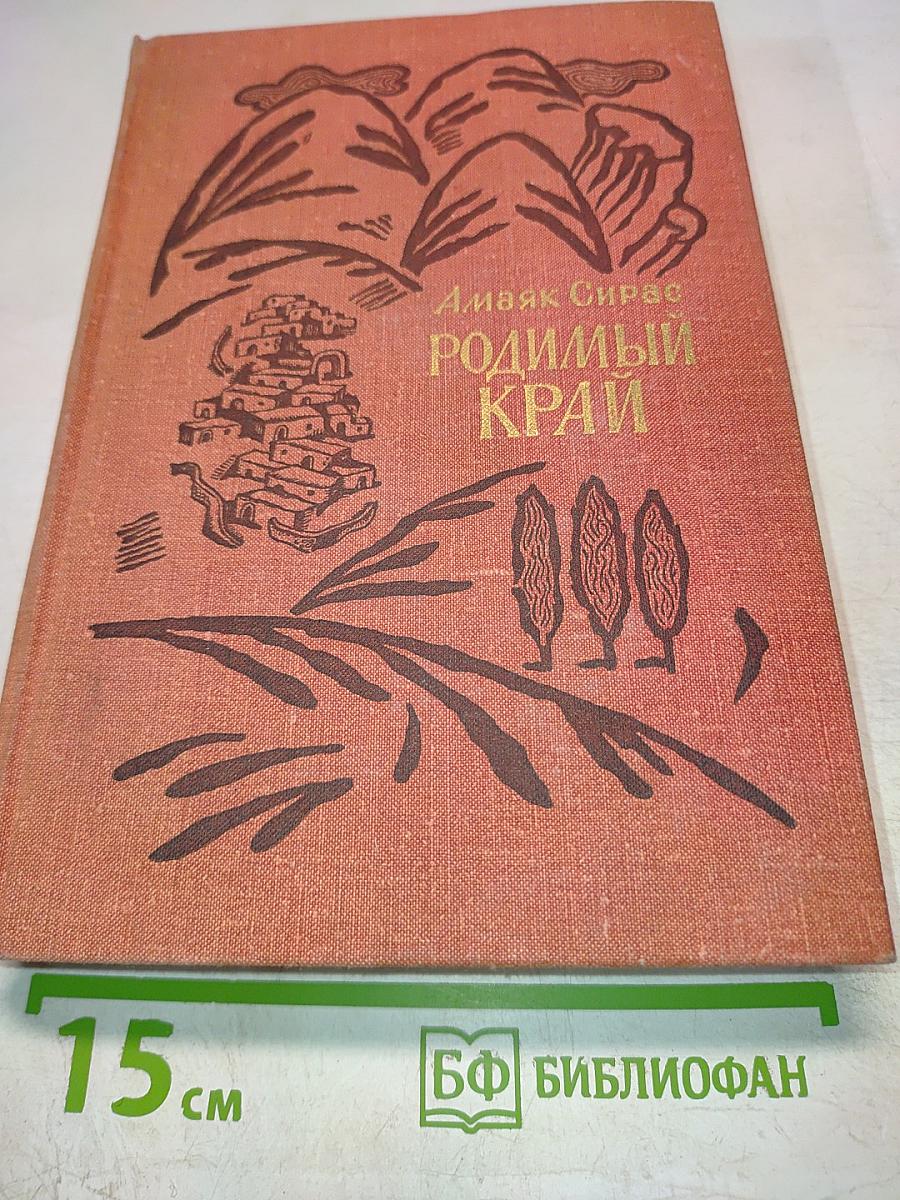 Амаяк Сирас
РОДИМЫЙ
КРАЙ
15 см
БФ БИБЛИОФАН